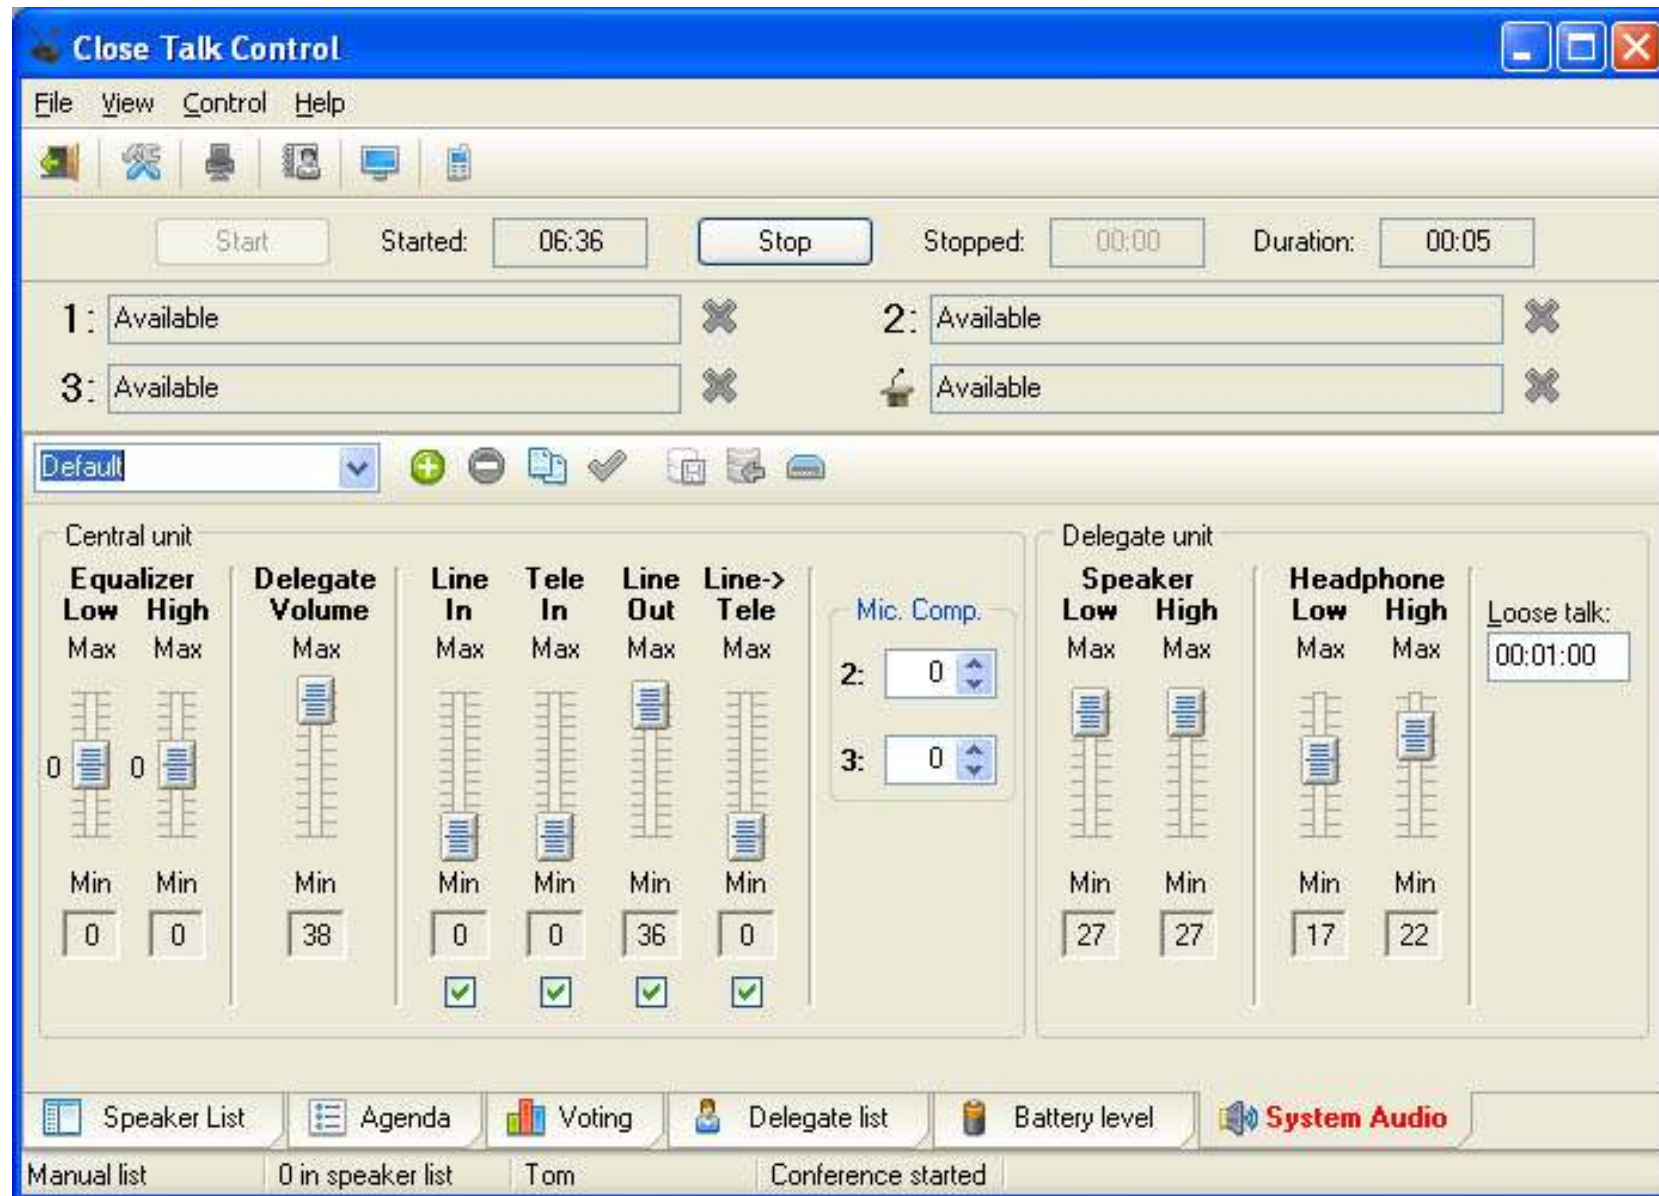 Close Talk Control
File View Control Help
Start Started: 06:36 Stop Stopped: 00:00 Duration: 00:05
1: Available 2: Available
3: Available Available
Default
Central unit Delegate unit
Equalizer Delegate Line Tele Line Line-> Speaker Headphone
Low High Volume In In Out Tele Mic. Comp. Low High Low High Loose talk:
Max Max Max Max Max Max Max Max Max Max Max 00:01:00
2: 0
0 0 3: 0
Min Min Min Min Min Min Min Min Min Min Min
0 0 38 0 0 36 0 27 27 17 22
Speaker List Agenda Voting Delegate list Battery level System Audio
Manual list 0 in speaker list Tom Conference started